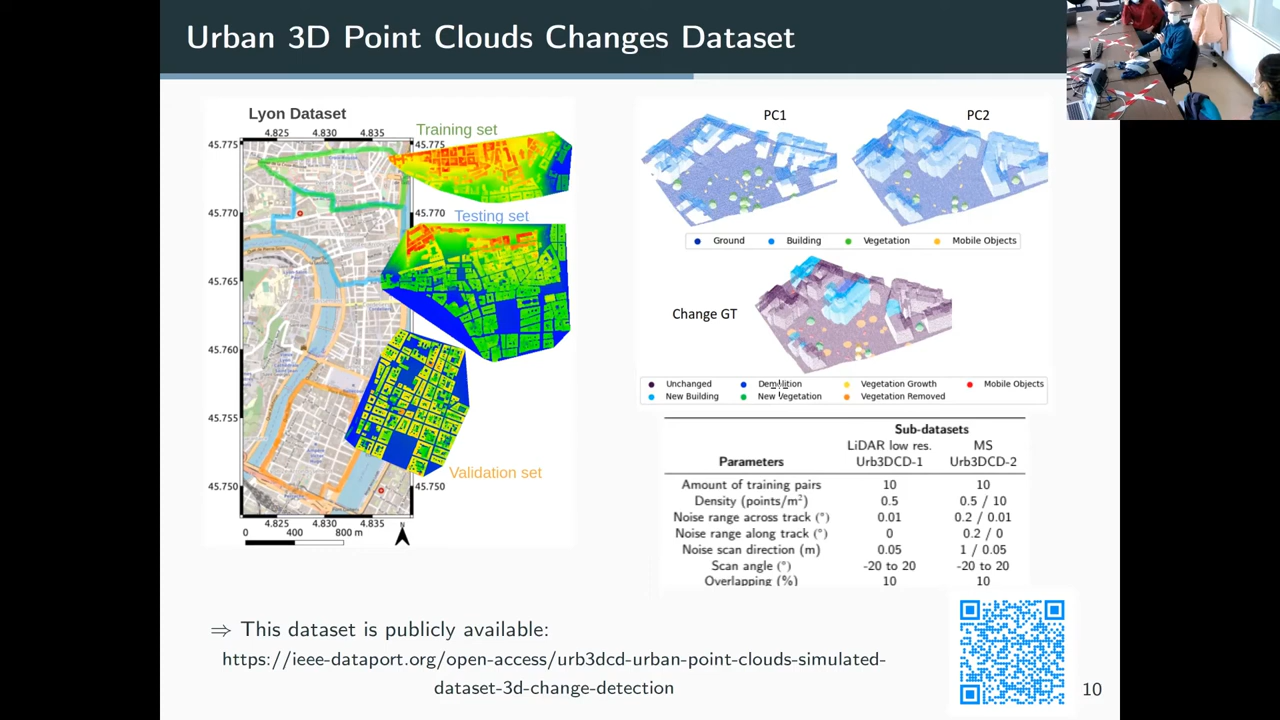 Urban 3D Point Clouds Changes Dataset
Lyon Dataset
4.825 4.830 4.835
45.775
45.770
45.765
45.760
45.755
45.750
4.825 4.830 4.835
0 400 800 m
N
Training set
45.775
Testing set
45.770
Validation set
45.750
PC1 PC2
Ground Building Vegetation Mobile Objects
Change GT
Unchanged Demolition Vegetation Growth Mobile Objects
New Building New Vegetation Vegetation Removed
Sub-datasets
LiDAR low res. MS
Parameters Urb3DCD-1 Urb3DCD-2
Amount of training pairs 10 10
Density (points/m²) 0.5 0.5 / 10
Noise range across track (°) 0.01 0.2 / 0.01
Noise range along track (°) 0 0.2 / 0
Noise scan direction (m) 0.05 1 / 0.05
Scan angle (°) -20 to 20 -20 to 20
Overlapping (%) 10 10
⇒ This dataset is publicly available:
https://ieee-dataport.org/open-access/urb3dcd-urban-point-clouds-simulated-
dataset-3d-change-detection
10